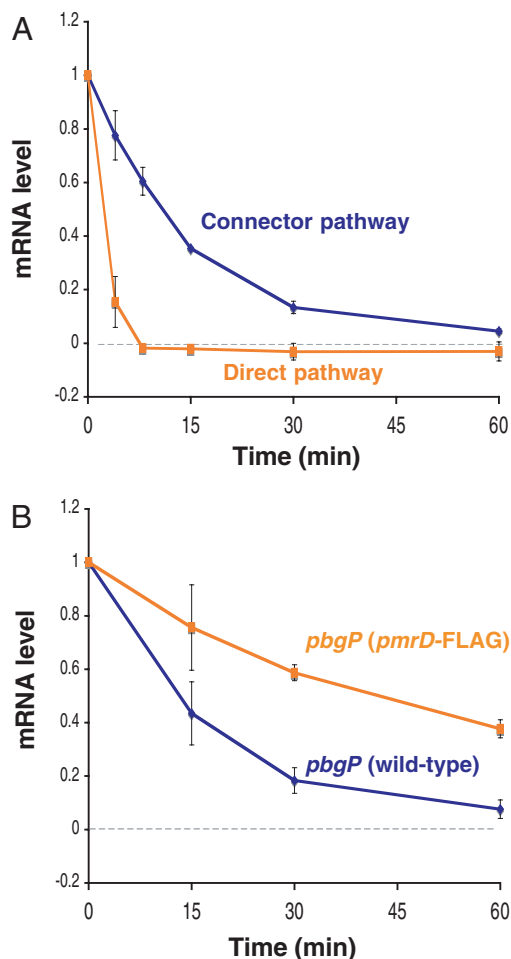 A
1.2
1
0.8
0.6
0.4
0.2
0
-0.2
mRNA level
Connector pathway
Direct pathway
0
15
30
45
60
Time (min)
B
1.2
1
0.8
0.6
0.4
0.2
0
-0.2
mRNA level
pbgP (pmrD-FLAG)
pbgP (wild-type)
0
15
30
45
60
Time (min)